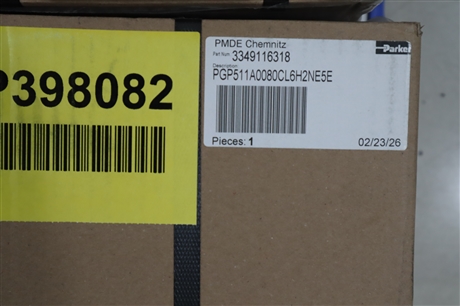 PMDE Chemnitz
Part Num 3349116318
Parker
Description
PGP511A0080CL6H2NE5E
P398082
Pieces: 1
02/23/26